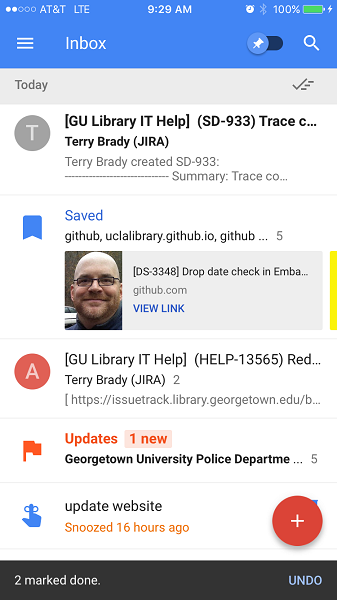 AT&T LTE 9:29 AM 100%
Inbox
Today
T
[GU Library IT Help] (SD-933) Trace c...
Terry Brady (JIRA)
Terry Brady created SD-933:
------------------------------ Summary: Trace co...
Saved
github, uclalibrary.github.io, github ... 5
[DS-3348] Drop date check in Emba...
github.com
VIEW LINK
A
[GU Library IT Help] (HELP-13565) Red...
Terry Brady (JIRA) 2
[ https://issuetrack.library.georgetown.edu/b...
Updates 1 new
Georgetown University Police Departme ... 5
update website
Snoozed 16 hours ago
+
2 marked done. UNDO